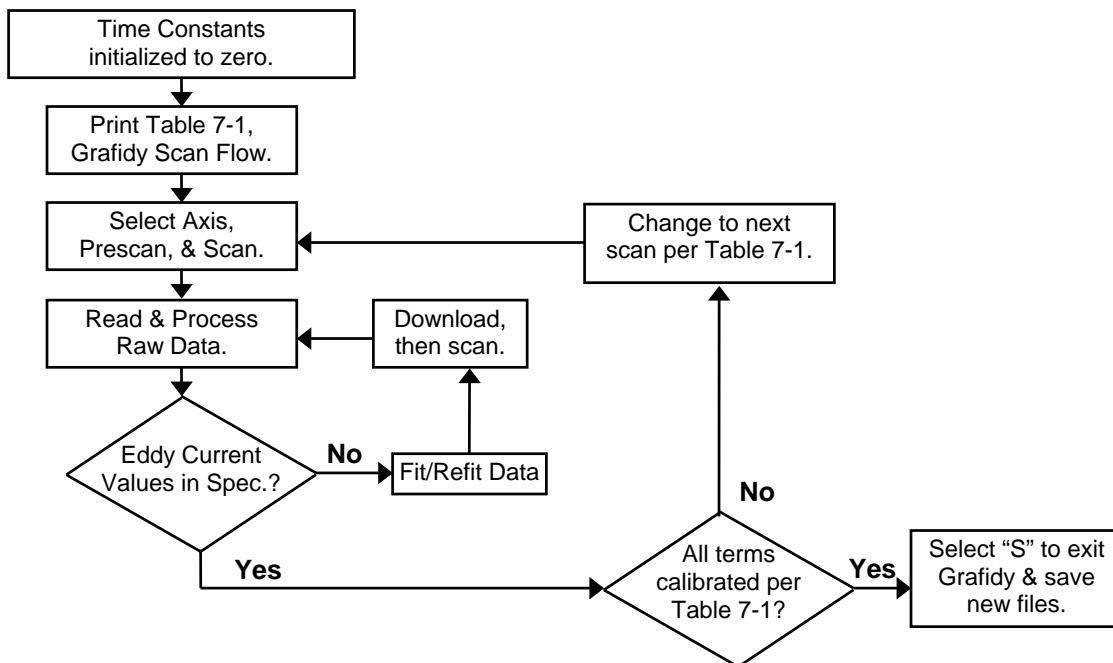 Time Constants
initialized to zero.
Print Table 7-1,
Grafidy Scan Flow.
Select Axis,
Prescan, & Scan.
Change to next
scan per Table 7-1.
Read & Process
Raw Data.
Download,
then scan.
Eddy Current
Values in Spec.?
No
Fit/Refit Data
No
Yes
All terms
calibrated per
Table 7-1?
Yes
Select “S” to exit
Grafidy & save
new files.